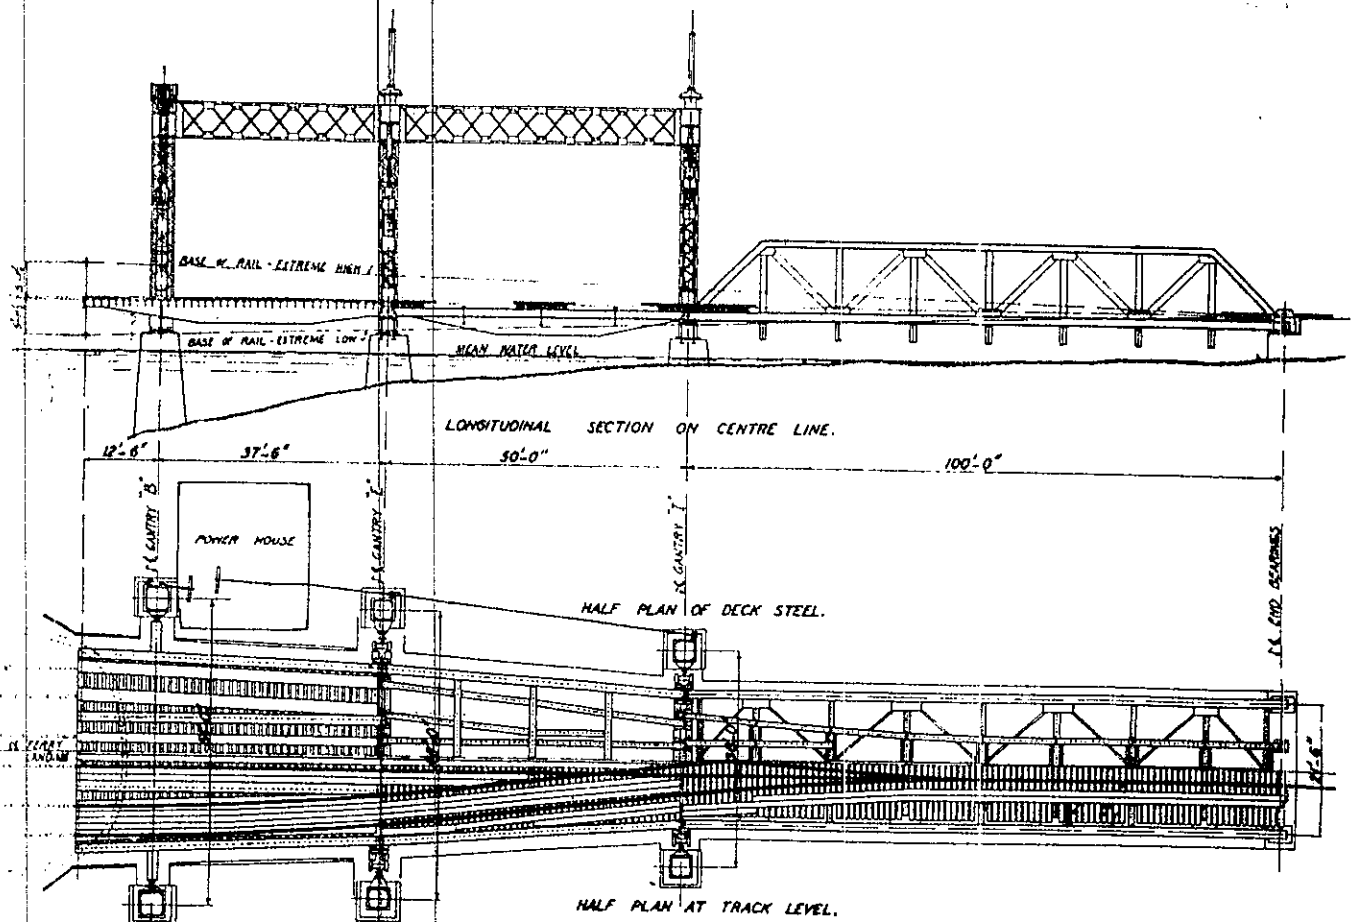 BASE OF RAIL - EXTREME HIGH
BASE OF RAIL - EXTREME LOW
MEAN WATER LEVEL
LONGITUDINAL SECTION ON CENTRE LINE.
12'-6" 37'-6" 50'-0" 100'-0"
GANTRY "B"
POWER HOUSE
GANTRY
GANTRY
END BEARINGS
HALF PLAN OF DECK STEEL.
FERRY
LANDING
HALF PLAN AT TRACK LEVEL.